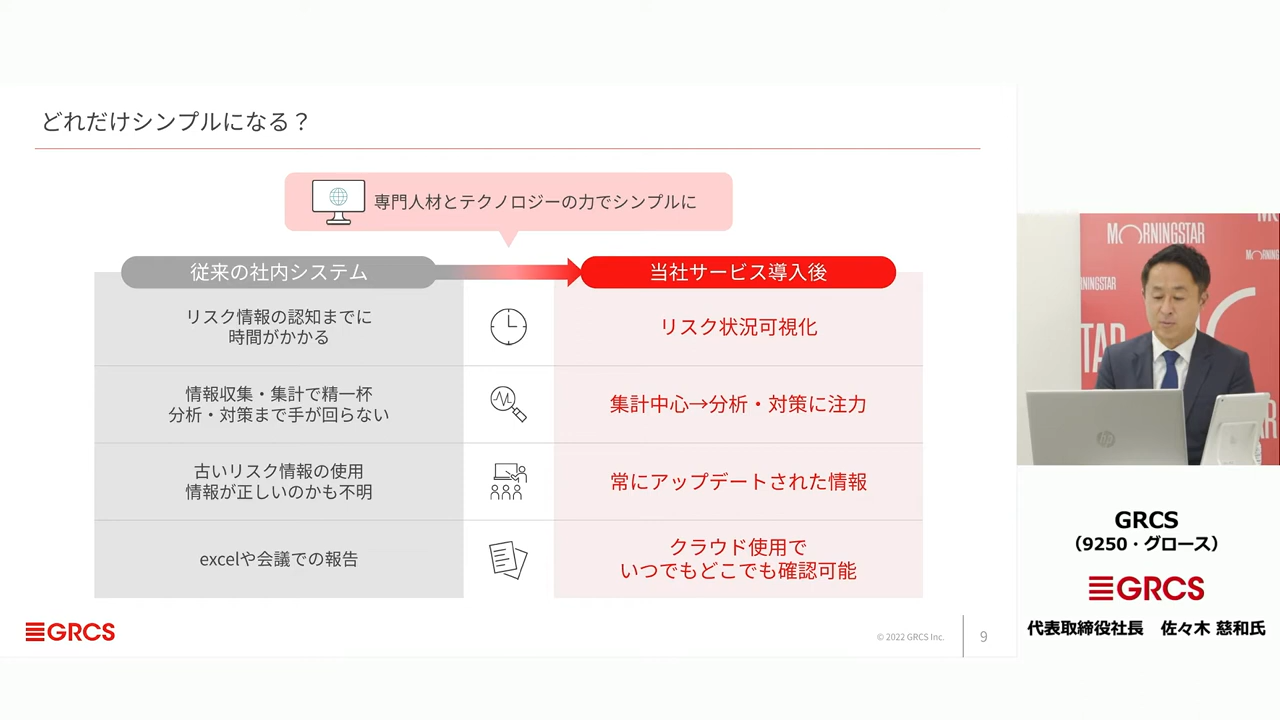 どれだけシンプルになる？
専門人材とテクノロジーの力でシンプルに
従来の社内システム
当社サービス導入後
リスク情報の認知までに
時間がかかる
リスク状況可視化
情報収集・集計で精一杯
分析・対策まで手が回らない
集計中心→分析・対策に注力
古いリスク情報の使用
情報が正しいのかも不明
常にアップデートされた情報
excelや会議での報告
クラウド使用で
いつでもどこでも確認可能
GRCS
© 2022 GRCS Inc.
9
MORNINGSTAR
MORNINGSTAR
TAR
hp
GRCS
（9250・グロース）
GRCS
代表取締役社長 佐々木 慈和氏